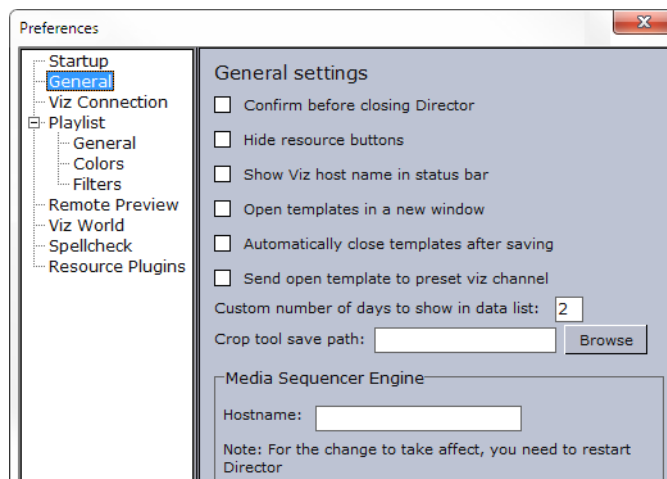 Preferences
Startup
General
Viz Connection
Playlist
General
Colors
Filters
Remote Preview
Viz World
Spellcheck
Resource Plugins
General settings
Confirm before closing Director
Hide resource buttons
Show Viz host name in status bar
Open templates in a new window
Automatically close templates after saving
Send open template to preset viz channel
Custom number of days to show in data list: 2
Crop tool save path: Browse
Media Sequencer Engine
Hostname:
Note: For the change to take affect, you need to restart
Director